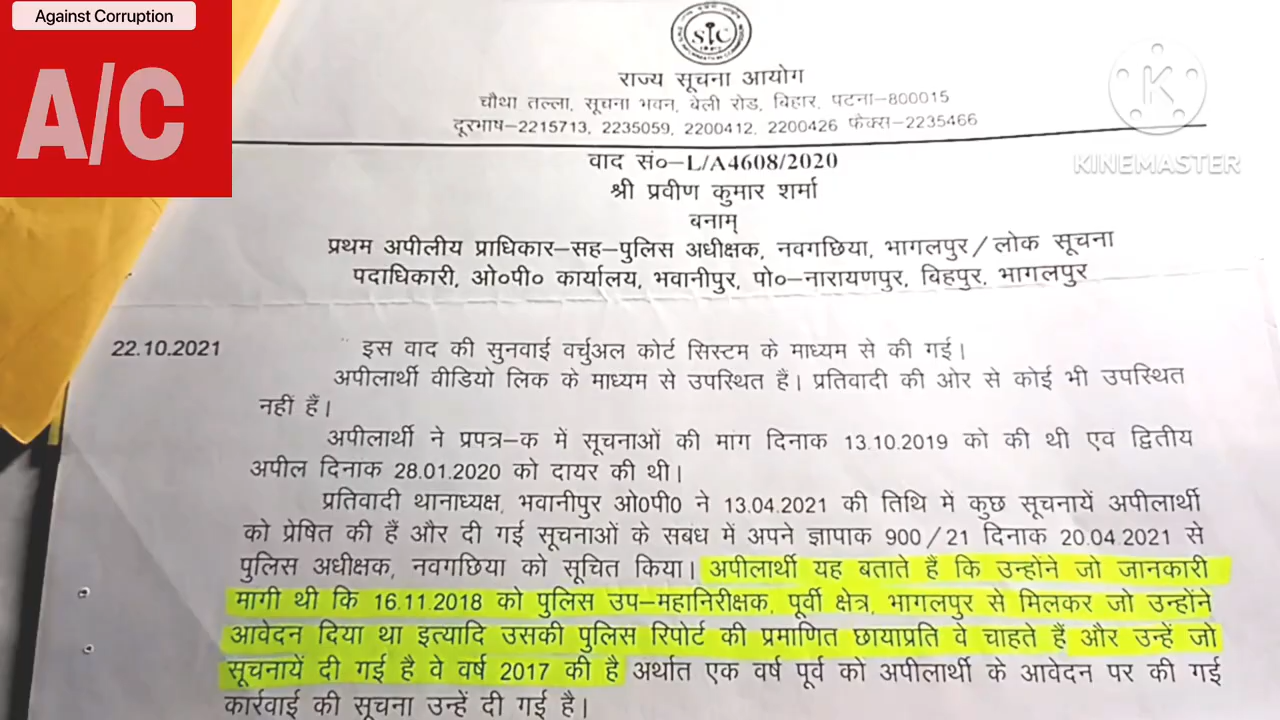 Against Corruption
A/C
SIC
राज्य सूचना आयोग
चौथा तल्ला, सूचना भवन, बेली रोड, बिहार, पटना-800015
दूरभाष-2215713, 2235059, 2200412, 2200426 फेक्स-2235466
K
KINEMASTER
वाद सं०-L/A4608/2020
श्री प्रवीण कुमार शर्मा
बनाम्
प्रथम अपीलीय प्राधिकार-सह-पुलिस अधीक्षक, नवगछिया, भागलपुर/लोक सूचना
पदाधिकारी, ओ०पी० कार्यालय, भवानीपुर, पो०-नारायणपुर, विहपुर, भागलपुर
22.10.2021 इस वाद की सुनवाई वर्चुअल कोर्ट सिस्टम के माध्यम से की गई।
अपीलार्थी वीडियो लिक के माध्यम से उपस्थित हैं। प्रतिवादी की ओर से कोई भी उपस्थित
नहीं हैं।
अपीलार्थी ने प्रपत्र-क में सूचनाओं की मांग दिनाक 13.10.2019 को की थी एव द्वितीय
अपील दिनाक 28.01.2020 को दायर की थी।
प्रतिवादी थानाध्यक्ष, भवानीपुर ओ0पी0 ने 13.04.2021 की तिथि में कुछ सूचनायें अपीलार्थी
को प्रेषित की हैं और दी गई सूचनाओं के सबंध में अपने ज्ञापाक 900/21 दिनाक 20.04.2021 से
पुलिस अधीक्षक, नवगछिया को सूचित किया। अपीलार्थी यह बताते हैं कि उन्होंने जो जानकारी
मागी थी कि 16.11.2018 को पुलिस उप-महानिरीक्षक, पूर्वी क्षेत्र, भागलपुर से मिलकर जो उन्होंने
आवेदन दिया था इत्यादि उसकी पुलिस रिपोर्ट की प्रमाणित छायाप्रति वे चाहते हैं और उन्हें जो
सूचनायें दी गई है वे वर्ष 2017 की है अर्थात एक वर्ष पूर्व को अपीलार्थी के आवेदन पर की गई
कार्रवाई की सूचना उन्हें दी गई है।